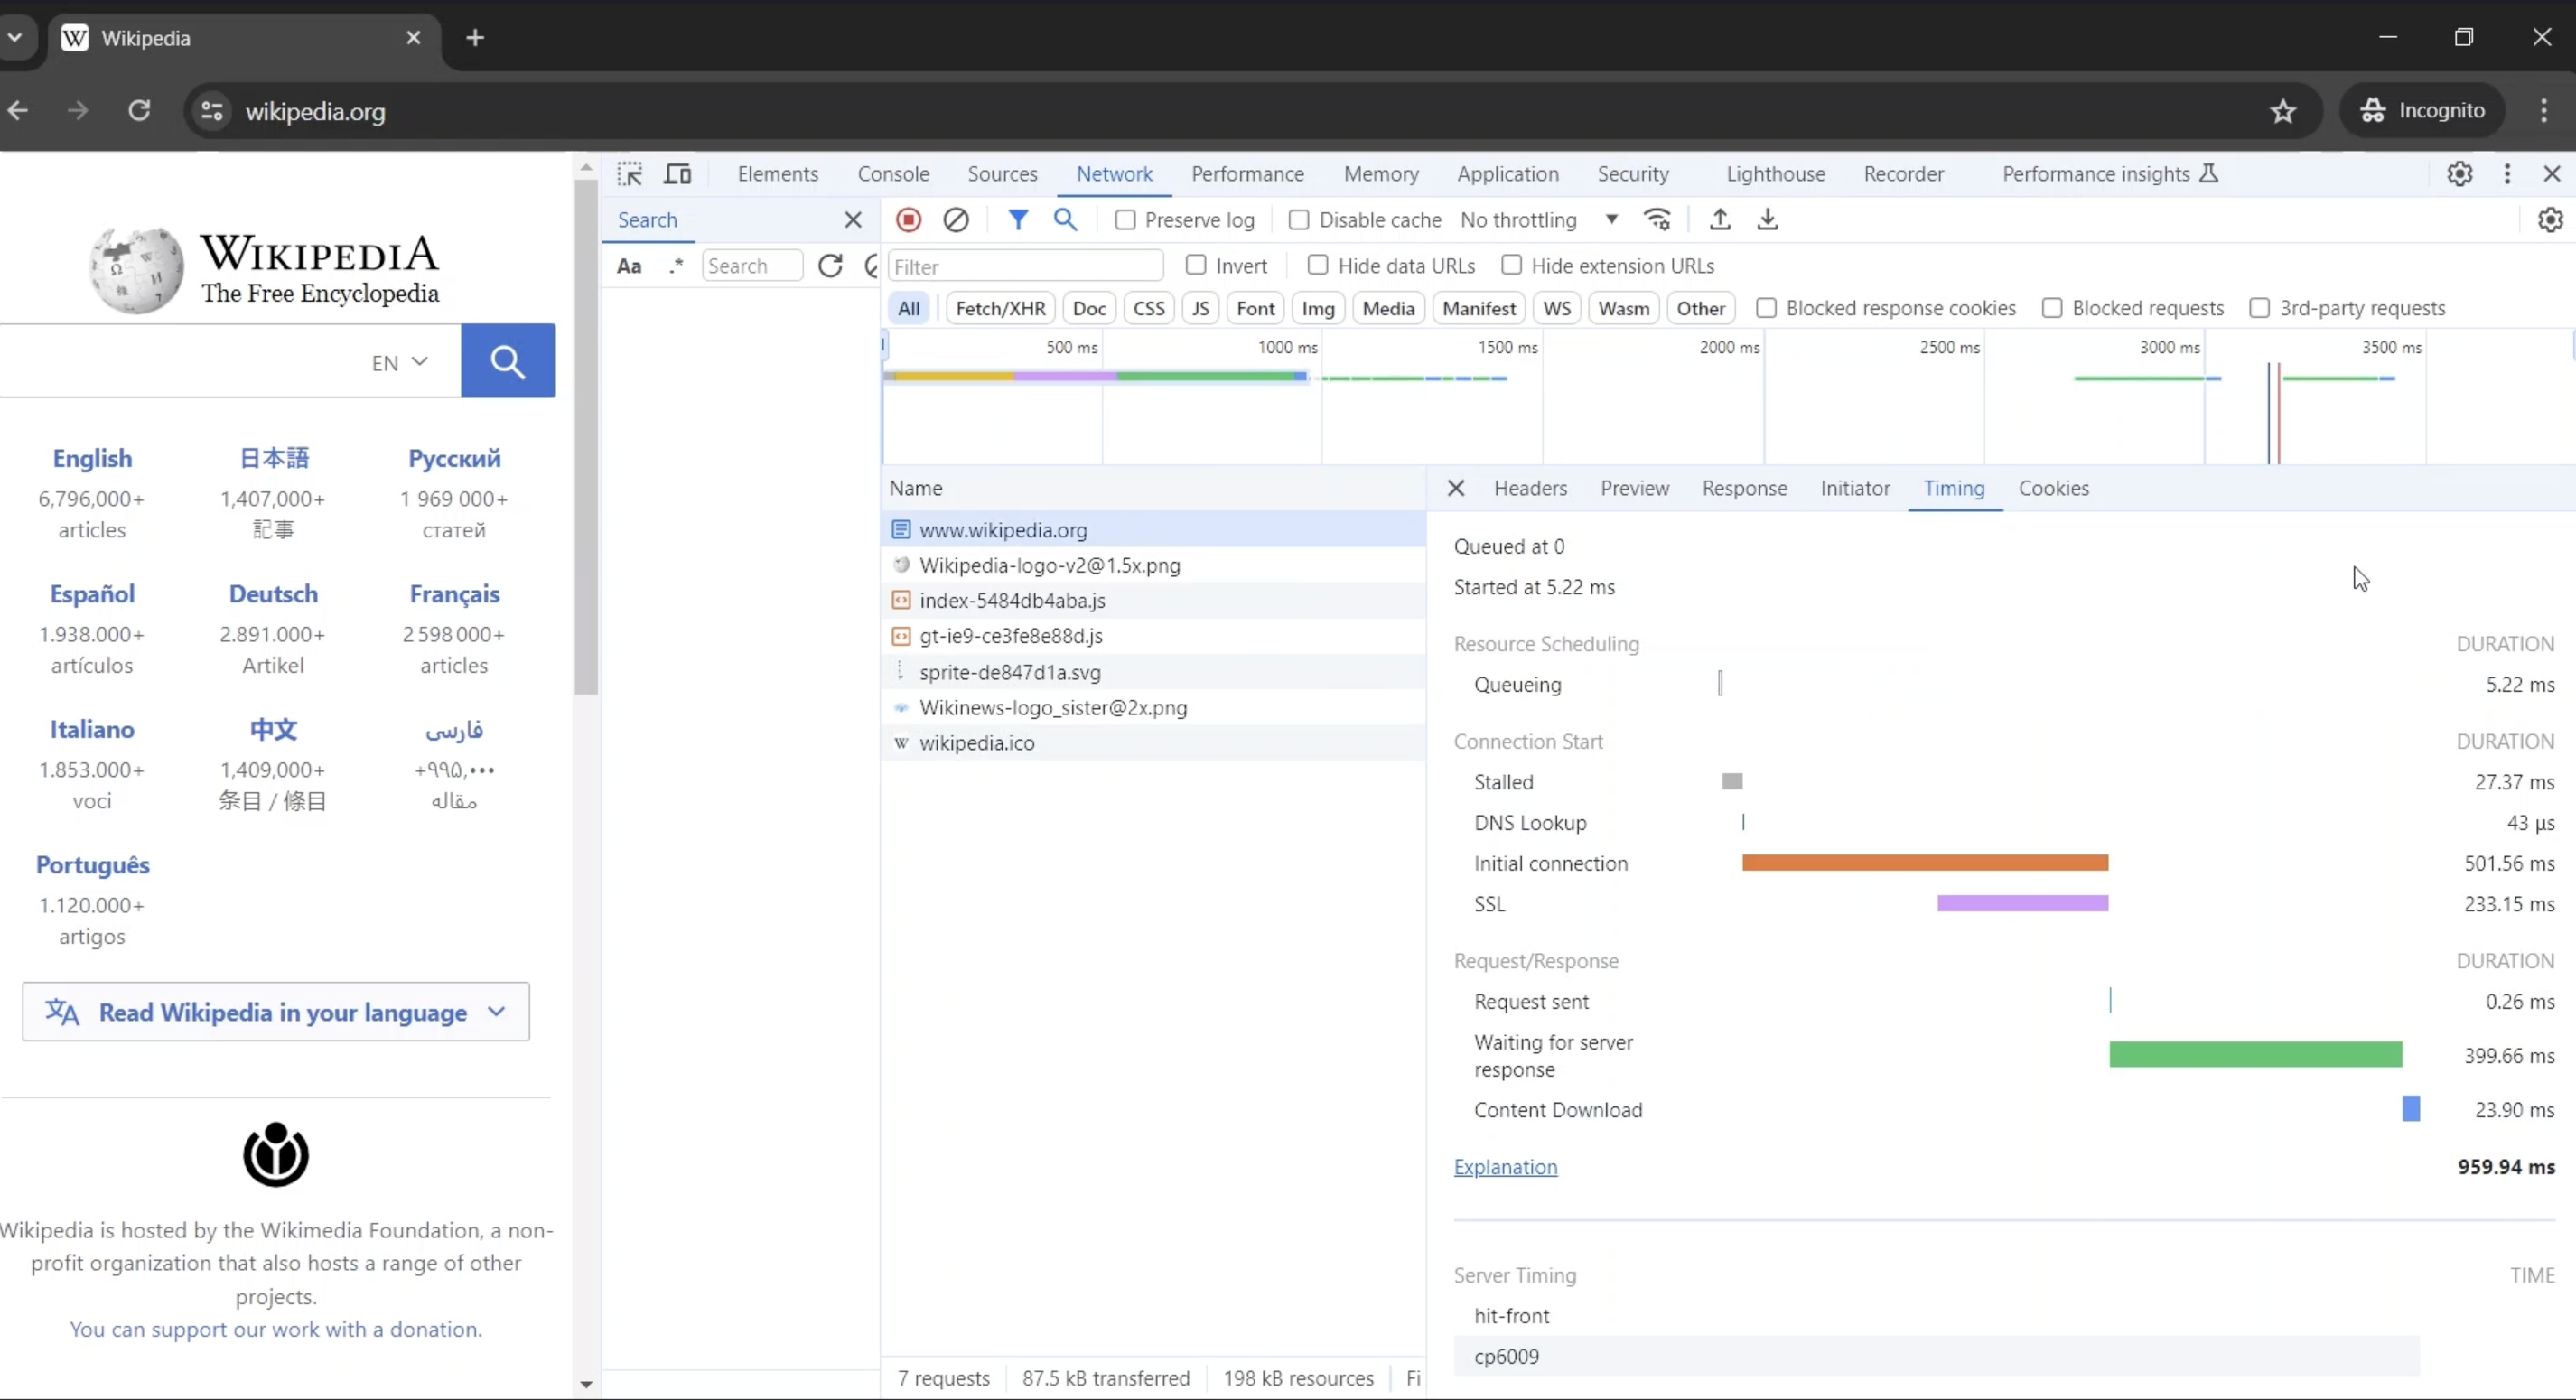 Wikipedia
wikipedia.org
Incognito
WIKIPEDIA
The Free Encyclopedia
EN
English
6,796,000+
articles
日本語
1,407,000+
記事
Русский
1 969 000+
статей
Español
1.938.000+
artículos
Deutsch
2.891.000+
Artikel
Français
2 598 000+
articles
Italiano
1.853.000+
voci
中文
1,409,000+
条目 / 條目
فارسی
۹۹۵٬۰۰۰+
مقاله
Português
1.120.000+
artigos
Read Wikipedia in your language
Wikipedia is hosted by the Wikimedia Foundation, a non-
profit organization that also hosts a range of other
projects.
You can support our work with a donation.
Elements Console Sources Network Performance Memory Application Security Lighthouse Recorder Performance insights
Search
Preserve log Disable cache No throttling
Aa .* Search
Filter Invert Hide data URLs Hide extension URLs
All Fetch/XHR Doc CSS JS Font Img Media Manifest WS Wasm Other Blocked response cookies Blocked requests 3rd-party requests
500 ms 1000 ms 1500 ms 2000 ms 2500 ms 3000 ms 3500 ms
Name
www.wikipedia.org
Wikipedia-logo-v2@1.5x.png
index-5484db4aba.js
gt-ie9-ce3fe8e88d.js
sprite-de847d1a.svg
Wikinews-logo_sister@2x.png
wikipedia.ico
7 requests 87.5 kB transferred 198 kB resources Fi
Headers Preview Response Initiator Timing Cookies
Queued at 0
Started at 5.22 ms
Resource Scheduling DURATION
Queueing 5.22 ms
Connection Start DURATION
Stalled 27.37 ms
DNS Lookup 43 μs
Initial connection 501.56 ms
SSL 233.15 ms
Request/Response DURATION
Request sent 0.26 ms
Waiting for server
response 399.66 ms
Content Download 23.90 ms
Explanation 959.94 ms
Server Timing TIME
hit-front
cp6009